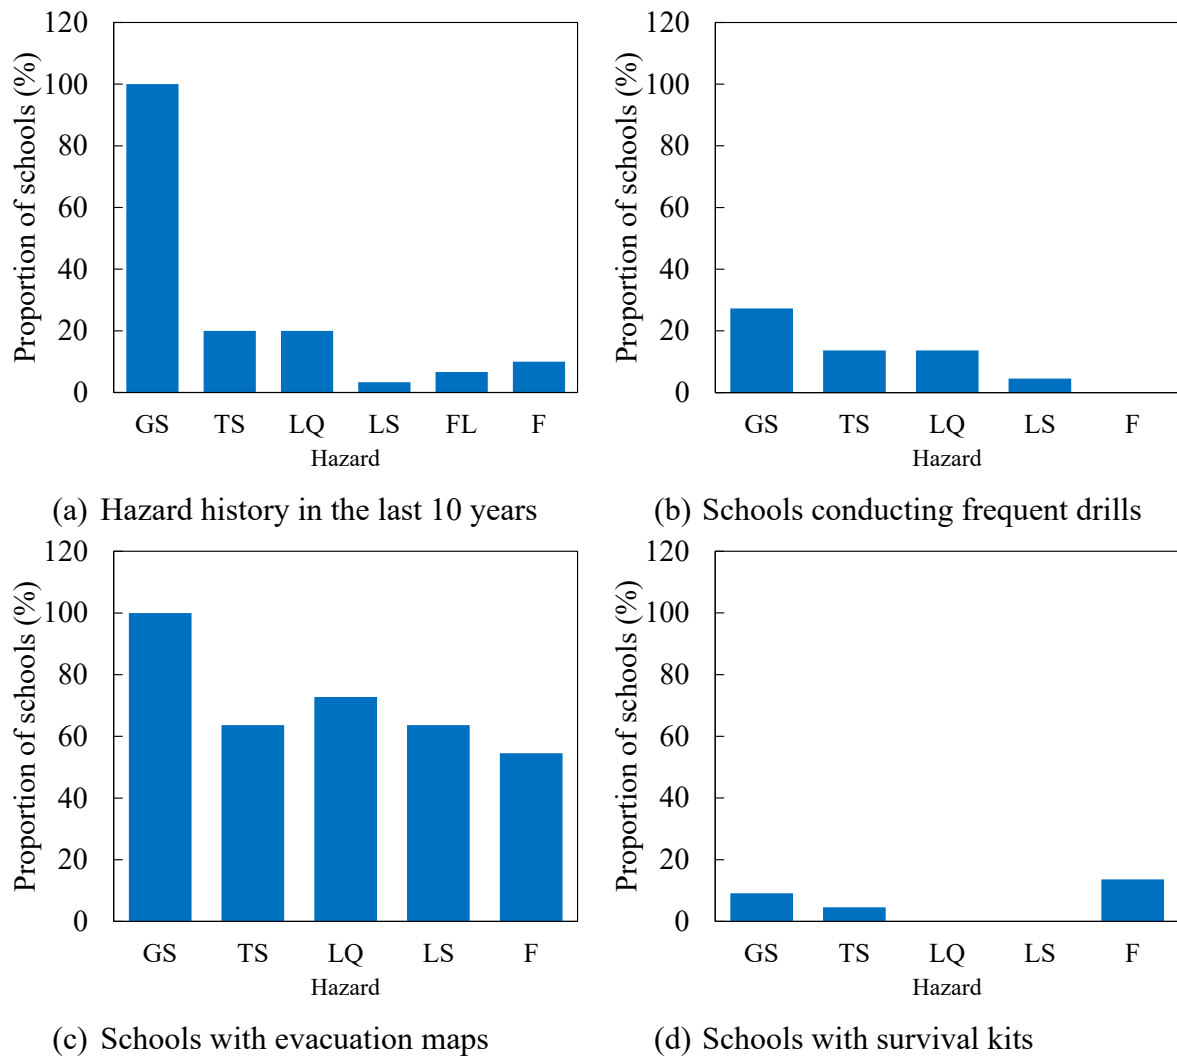 Proportion of schools (%)
120
100
80
60
40
20
0
GS TS LQ LS FL F
Hazard
(a) Hazard history in the last 10 years
Proportion of schools (%)
120
100
80
60
40
20
0
GS TS LQ LS F
Hazard
(b) Schools conducting frequent drills
Proportion of schools (%)
120
100
80
60
40
20
0
GS TS LQ LS F
Hazard
(c) Schools with evacuation maps
Proportion of schools (%)
120
100
80
60
40
20
0
GS TS LQ LS F
Hazard
(d) Schools with survival kits